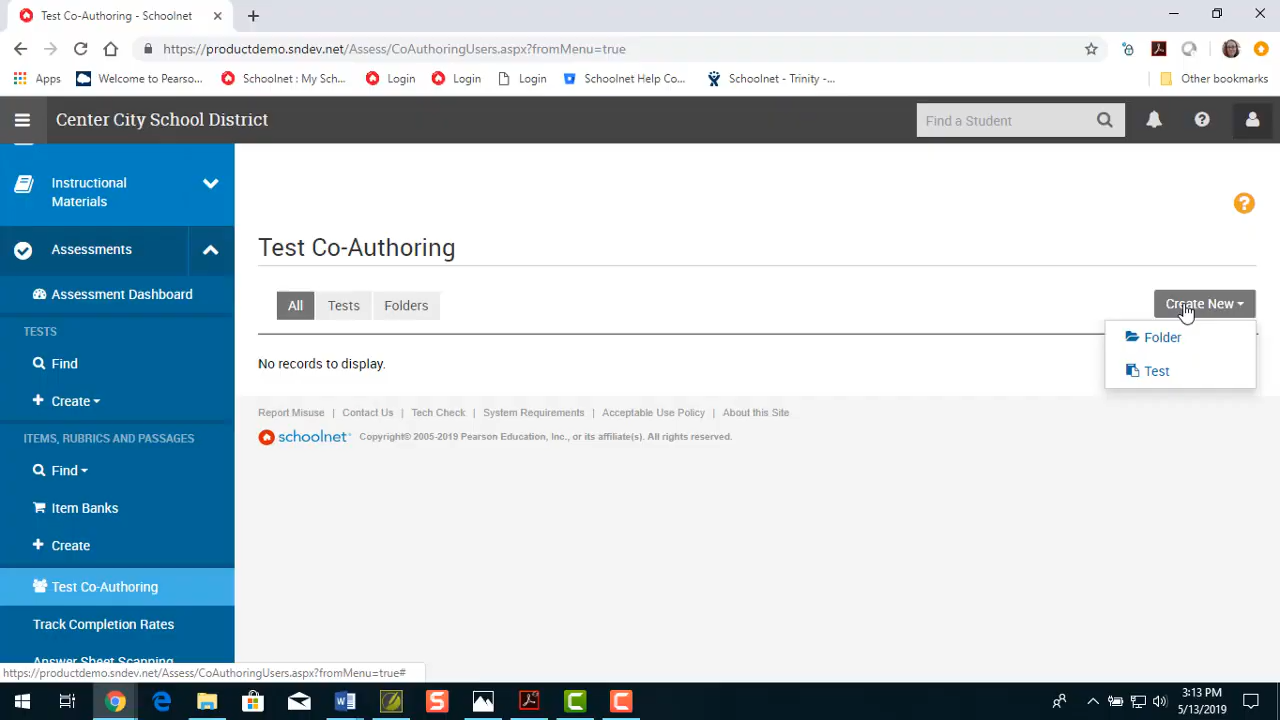 Test Co-Authoring - Schoolnet
https://productdemo.sndev.net/Assess/CoAuthoringUsers.aspx?fromMenu=true
Apps Welcome to Pearso... Schoolnet : My Sch... Login Login Login Schoolnet Help Co... Schoolnet - Trinity -... Other bookmarks
Center City School District
Find a Student
Instructional
Materials
Assessments
Assessment Dashboard
TESTS
Find
Create
ITEMS, RUBRICS AND PASSAGES
Find
Item Banks
Create
Test Co-Authoring
Track Completion Rates
Answer Sheet Scanning
Test Co-Authoring
All Tests Folders
Create New
Folder
Test
No records to display.
Report Misuse | Contact Us | Tech Check | System Requirements | Acceptable Use Policy | About this Site
schoolnet Copyright© 2005-2019 Pearson Education, Inc., or its affiliate(s). All rights reserved.
https://productdemo.sndev.net/Assess/CoAuthoringUsers.aspx?fromMenu=true#
3:13 PM
5/13/2019